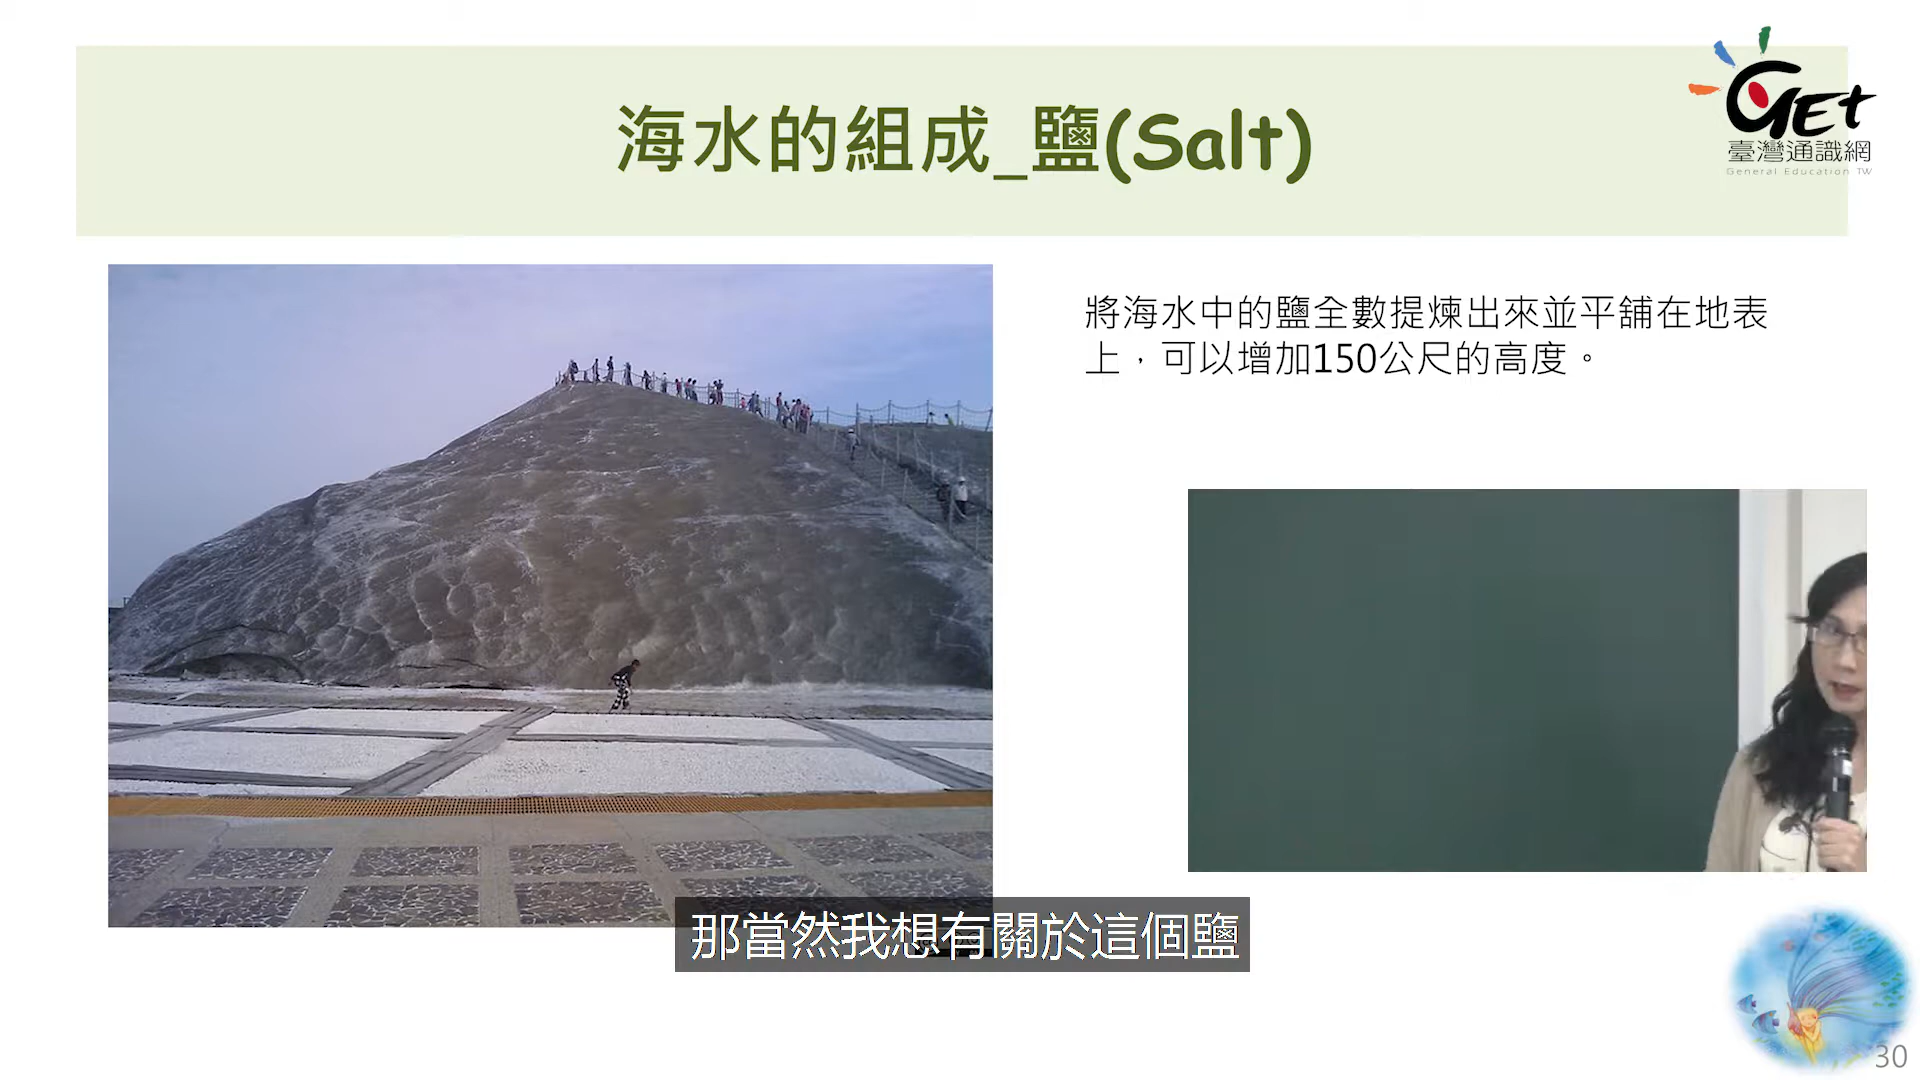 海水的組成_鹽(Salt)
GEt
臺灣通識網
General Education TW
將海水中的鹽全數提煉出來並平舖在地表
上，可以增加150公尺的高度。
那當然我想有關於這個鹽
30